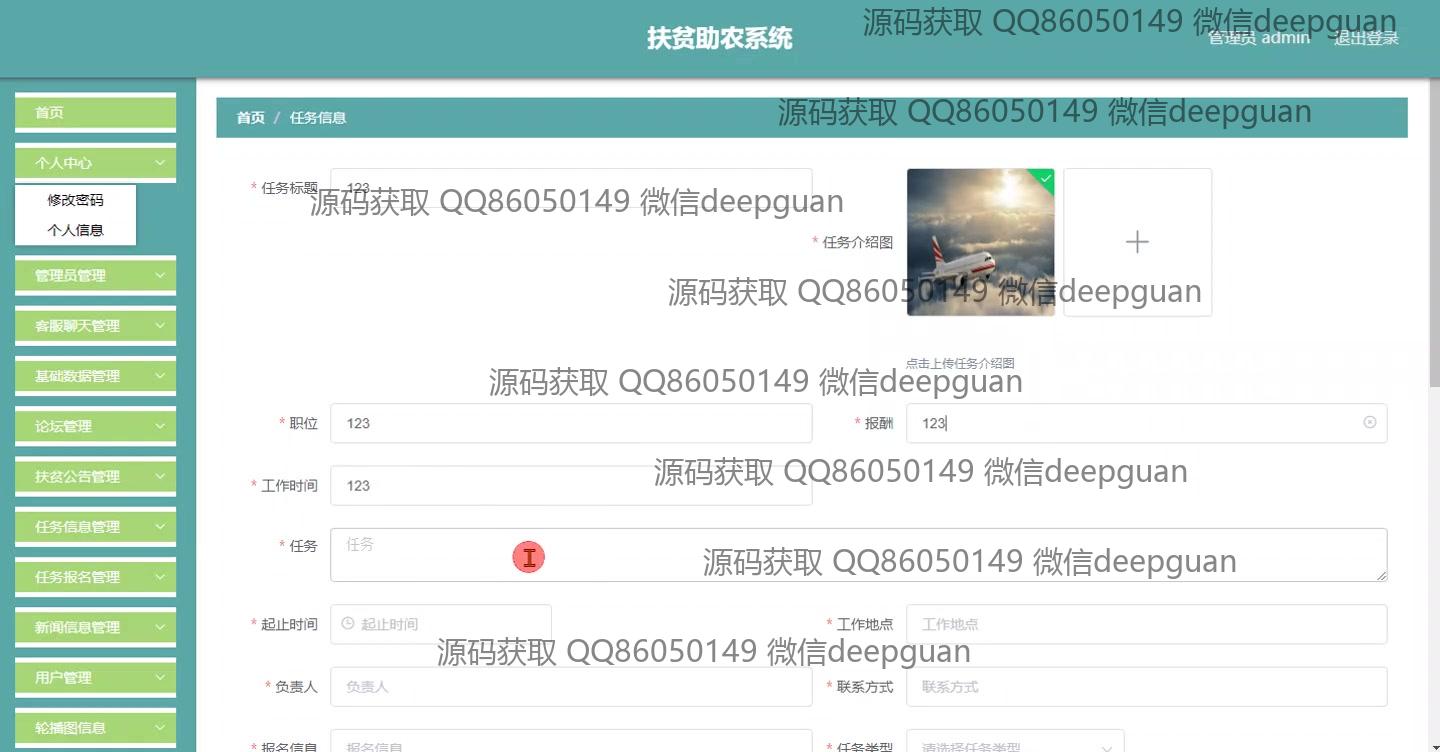 扶贫助农系统
源码获取 QQ86050149 微信deepguan
管理员 admin 退出登录
首页
个人中心
修改密码
个人信息
管理员管理
客服聊天管理
基础数据管理
论坛管理
扶贫公告管理
任务信息管理
任务报名管理
新闻信息管理
用户管理
轮播图信息
首页 / 任务信息
源码获取 QQ86050149 微信deepguan
* 任务标题 123
源码获取 QQ86050149 微信deepguan
* 任务介绍图
源码获取 QQ86050149 微信deepguan
点击上传任务介绍图
源码获取 QQ86050149 微信deepguan
* 职位 123 * 报酬 123
* 工作时间 123
源码获取 QQ86050149 微信deepguan
* 任务 任务
源码获取 QQ86050149 微信deepguan
* 起止时间 起止时间 * 工作地点 工作地点
源码获取 QQ86050149 微信deepguan
* 负责人 负责人 * 联系方式 联系方式
* 报名信息 报名信息 * 任务类型 请选择任务类型